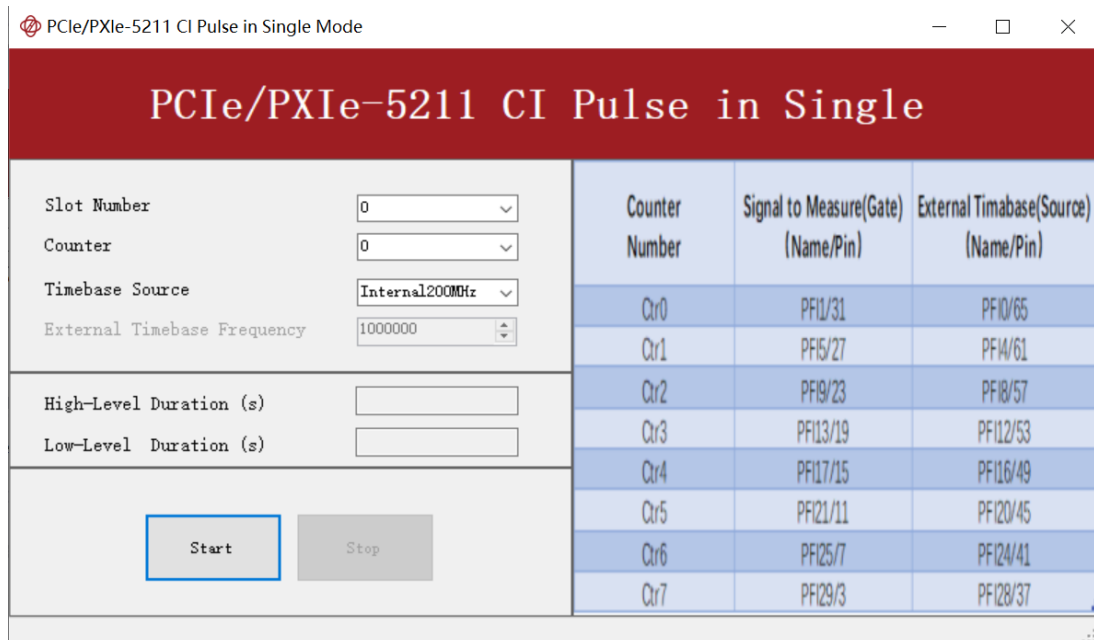 PCIe/PXIe-5211 CI Pulse in Single Mode
PCIe/PXIe-5211 CI Pulse in Single
Slot Number 0
Counter 0
Timebase Source Internal200MHz
External Timebase Frequency 1000000
High-Level Duration (s)
Low-Level Duration (s)
Start Stop
Counter Number Signal to Measure(Gate) (Name/Pin) External Timabase(Source) (Name/Pin)
Ctr0 PFI1/31 PFI0/65
Ctr1 PFI5/27 PFI4/61
Ctr2 PFI9/23 PFI8/57
Ctr3 PFI13/19 PFI12/53
Ctr4 PFI17/15 PFI16/49
Ctr5 PFI21/11 PFI20/45
Ctr6 PFI25/7 PFI24/41
Ctr7 PFI29/3 PFI28/37